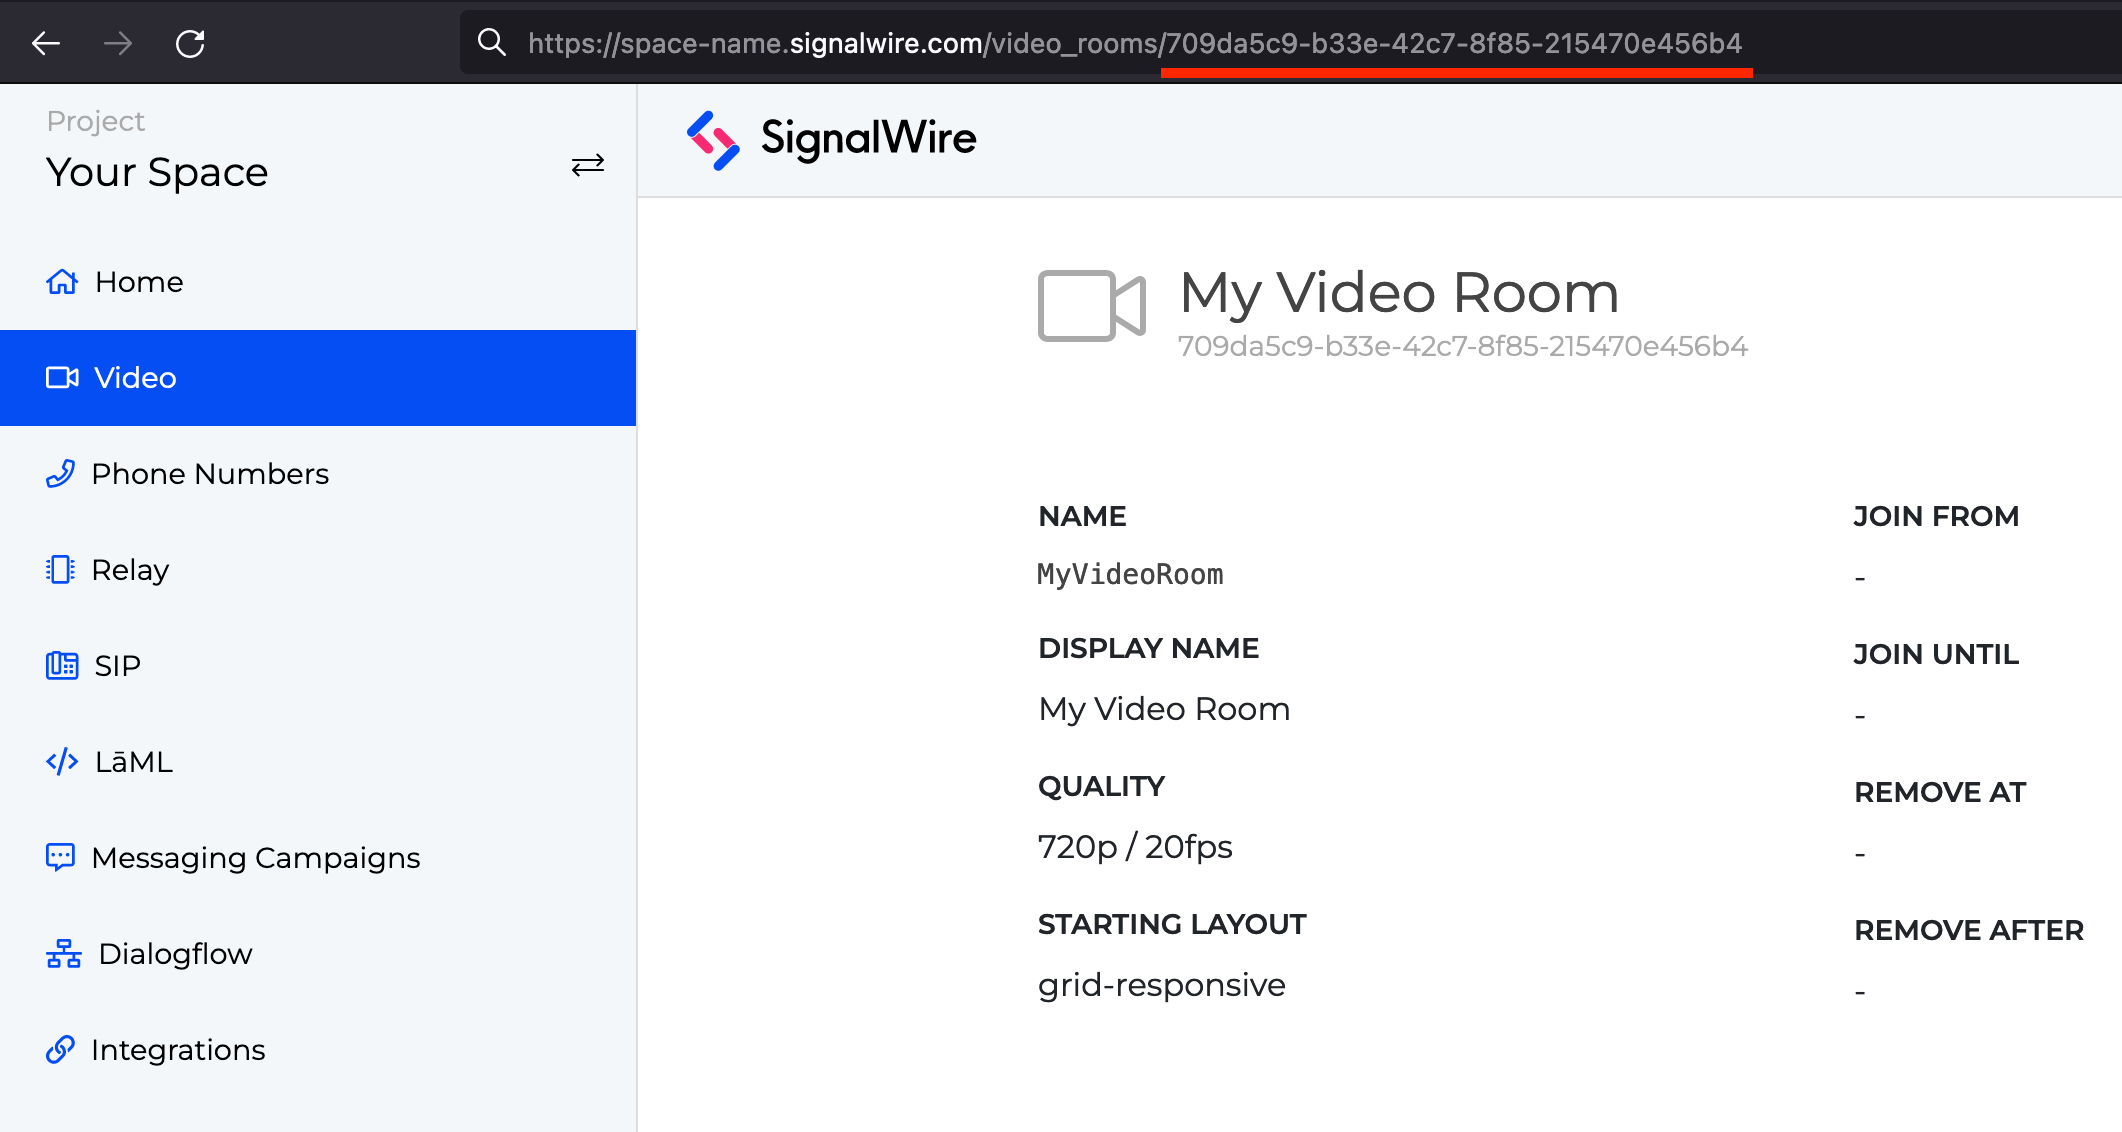 https://space-name.signalwire.com/video_rooms/709da5c9-b33e-42c7-8f85-215470e456b4
Project
Your Space
Home
Video
Phone Numbers
Relay
SIP
LāML
Messaging Campaigns
Dialogflow
Integrations
SignalWire
My Video Room
709da5c9-b33e-42c7-8f85-215470e456b4
NAME
MyVideoRoom
DISPLAY NAME
My Video Room
QUALITY
720p / 20fps
STARTING LAYOUT
grid-responsive
JOIN FROM
-
JOIN UNTIL
-
REMOVE AT
-
REMOVE AFTER
-